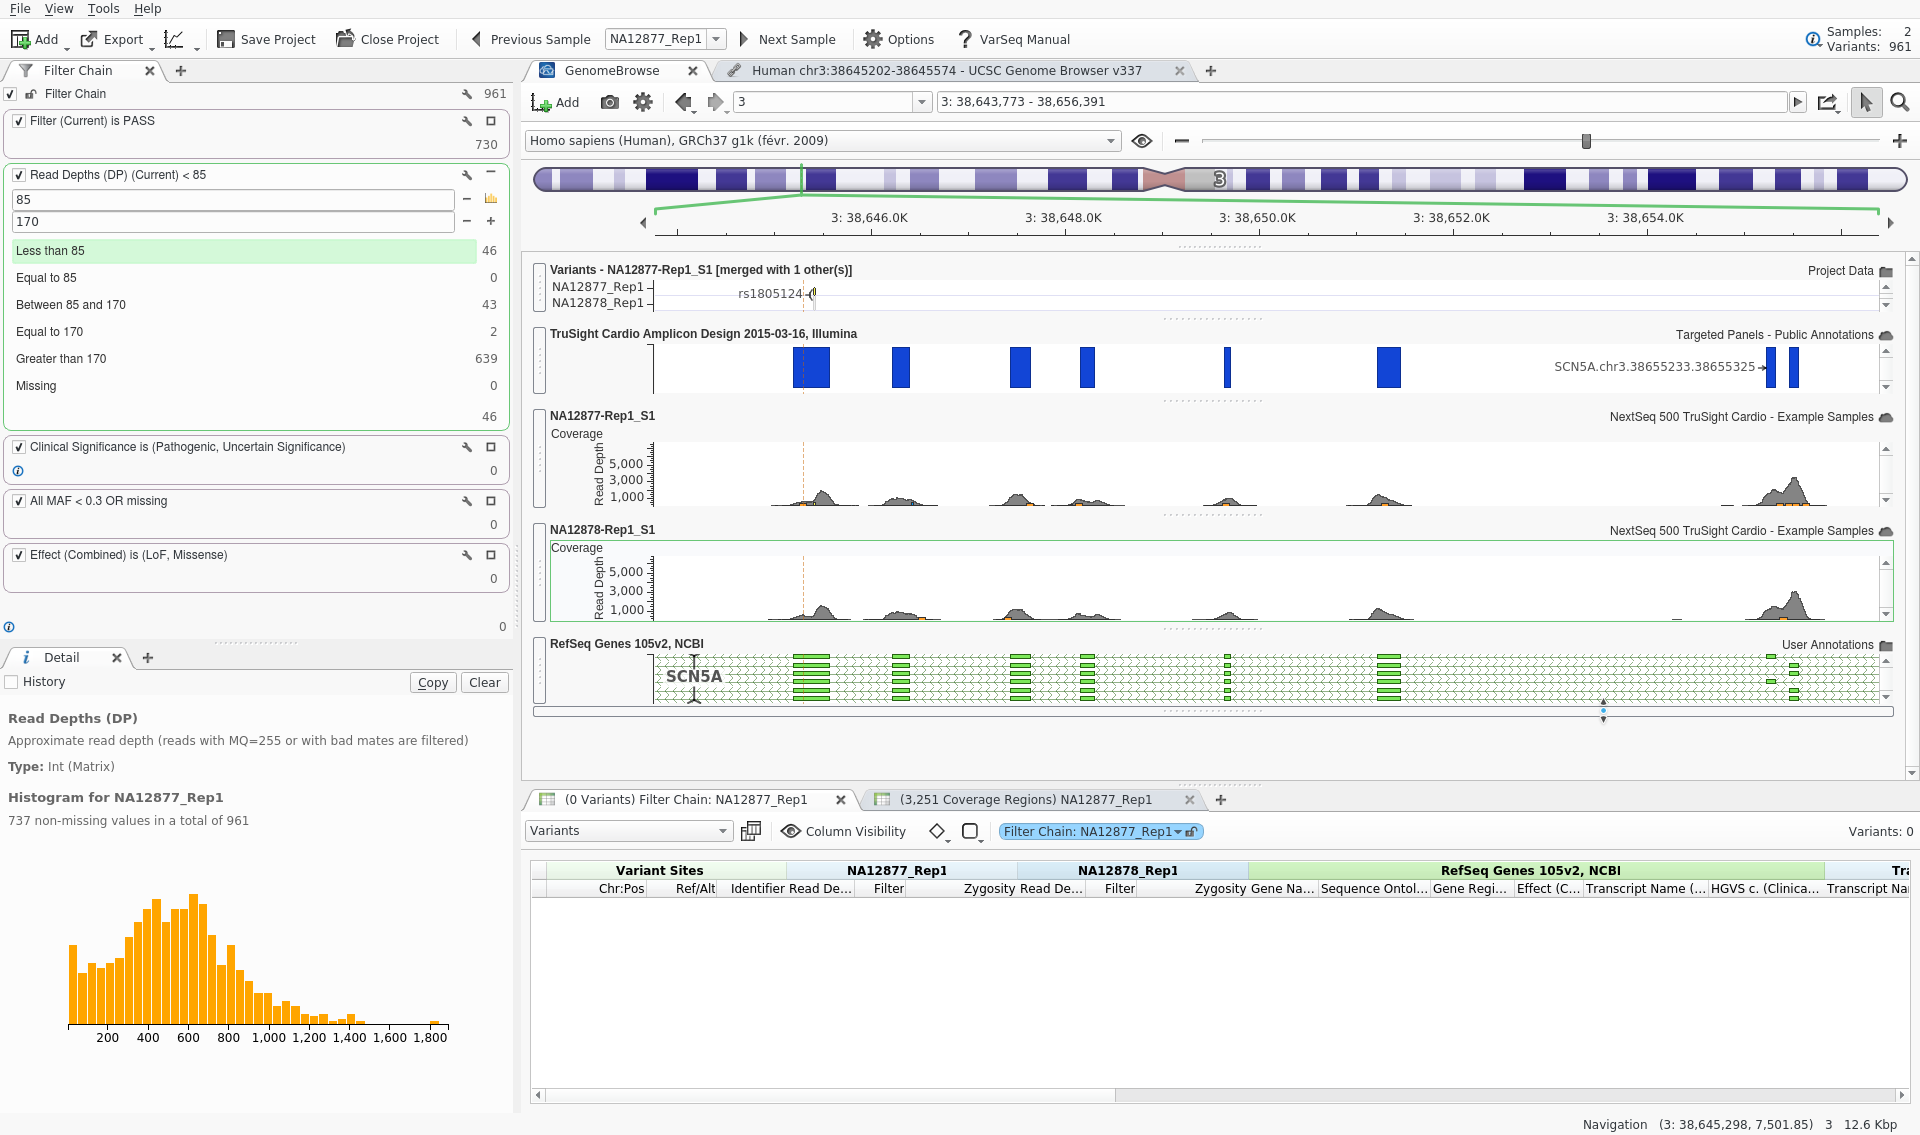 File View Tools Help
Add Export Save Project Close Project Previous Sample NA12877_Rep1 Next Sample Options ? VarSeq Manual
Samples: 2
Variants: 961
Filter Chain
Filter Chain 961
Filter (Current) is PASS
730
Read Depths (DP) (Current) < 85
85
170
Less than 85 46
Equal to 85 0
Between 85 and 170 43
Equal to 170 2
Greater than 170 639
Missing 0
46
Clinical Significance is (Pathogenic, Uncertain Significance)
0
All MAF < 0.3 OR missing
0
Effect (Combined) is (LoF, Missense)
0
0
Detail
History Copy Clear
Read Depths (DP)
Approximate read depth (reads with MQ=255 or with bad mates are filtered)
Type: Int (Matrix)
Histogram for NA12877_Rep1
737 non-missing values in a total of 961
200 400 600 800 1,000 1,200 1,400 1,600 1,800
GenomeBrowse Human chr3:38645202-38645574 - UCSC Genome Browser v337
Add 3 3: 38,643,773 - 38,656,391
Homo sapiens (Human), GRCh37 g1k (févr. 2009)
3
3: 38,646.0K 3: 38,648.0K 3: 38,650.0K 3: 38,652.0K 3: 38,654.0K
Variants - NA12877-Rep1_S1 [merged with 1 other(s)] Project Data
NA12877_Rep1
NA12878_Rep1
rs1805124
TruSight Cardio Amplicon Design 2015-03-16, Illumina Targeted Panels - Public Annotations
SCN5A.chr3.38655233.38655325
NA12877-Rep1_S1 NextSeq 500 TruSight Cardio - Example Samples
Coverage
Read Depth
5,000
3,000
1,000
NA12878-Rep1_S1 NextSeq 500 TruSight Cardio - Example Samples
Coverage
Read Depth
5,000
3,000
1,000
RefSeq Genes 105v2, NCBI User Annotations
SCN5A
(0 Variants) Filter Chain: NA12877_Rep1 (3,251 Coverage Regions) NA12877_Rep1
Variants Column Visibility Filter Chain: NA12877_Rep1 Variants: 0
Variant Sites NA12877_Rep1 NA12878_Rep1 RefSeq Genes 105v2, NCBI Tra
Chr:Pos Ref/Alt Identifier Read De... Filter Zygosity Read De... Filter Zygosity Gene Na... Sequence Ontol... Gene Regi... Effect (C... Transcript Name (... HGVS c. (Clinica... Transcript Na
Navigation (3: 38,645,298, 7,501.85) 3 12.6 Kbp